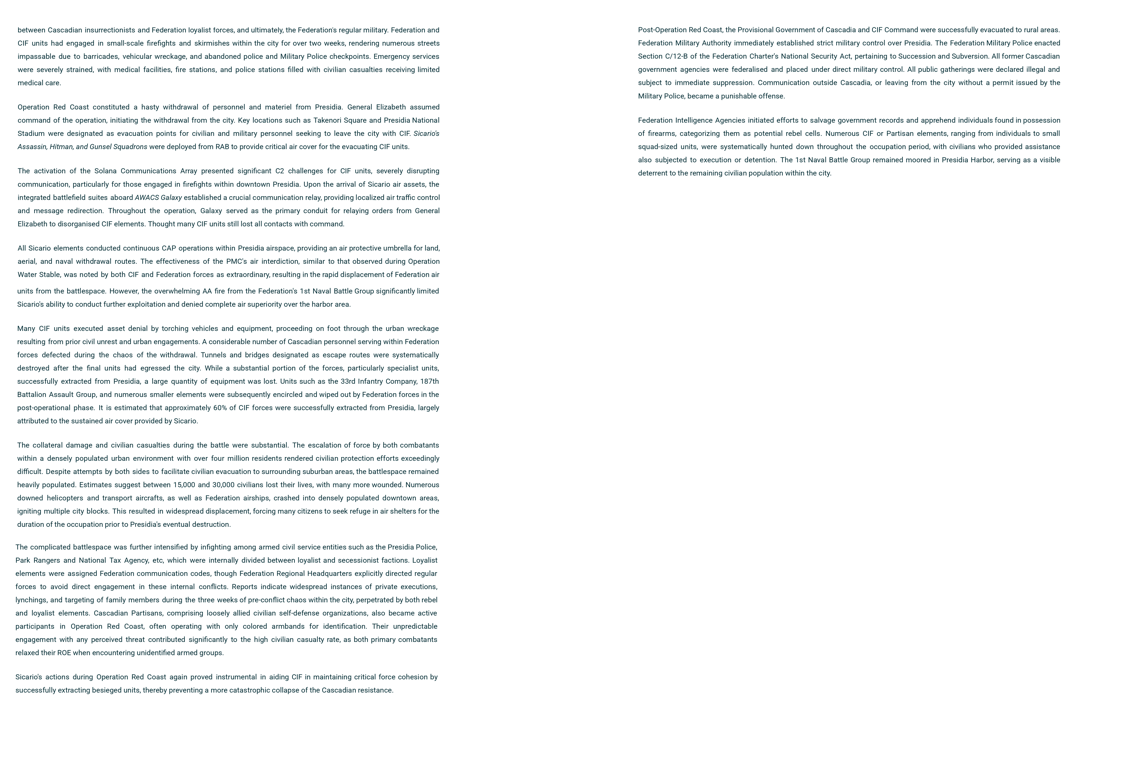 between Cascadian insurrectionists and Federation loyalist forces, and ultimately, the Federation's regular military. Federation and
CIF units had engaged in small-scale firefights and skirmishes within the city for over two weeks, rendering numerous streets
impassable due to barricades, vehicular wreckage, and abandoned police and Military Police checkpoints. Emergency services
were severely strained, with medical facilities, fire stations, and police stations filled with civilian casualties receiving limited
medical care.
Operation Red Coast constituted a hasty withdrawal of personnel and materiel from Presidia. General Elizabeth assumed
command of the operation, initiating the withdrawal from the city. Key locations such as Takenori Square and Presidia National
Stadium were designated as evacuation points for civilian and military personnel seeking to leave the city with CIF. Sicario's
Assassin, Hitman, and Gunsel Squadrons were deployed from RAB to provide critical air cover for the evacuating CIF units.
The activation of the Solana Communications Array presented significant C2 challenges for CIF units, severely disrupting
communication, particularly for those engaged in firefights within downtown Presidia. Upon the arrival of Sicario air assets, the
integrated battlefield suites aboard AWACS Galaxy established a crucial communication relay, providing localized air traffic control
and message redirection. Throughout the operation, Galaxy served as the primary conduit for relaying orders from General
Elizabeth to disorganised CIF elements. Thought many CIF units still lost all contacts with command.
All Sicario elements conducted continuous CAP operations within Presidia airspace, providing an air protective umbrella for land,
aerial, and naval withdrawal routes. The effectiveness of the PMC's air interdiction, similar to that observed during Operation
Water Stable, was noted by both CIF and Federation forces as extraordinary, resulting in the rapid displacement of Federation air
units from the battlespace. However, the overwhelming AA fire from the Federation's 1st Naval Battle Group significantly limited
Sicario's ability to conduct further exploitation and denied complete air superiority over the harbor area.
Many CIF units executed asset denial by torching vehicles and equipment, proceeding on foot through the urban wreckage
resulting from prior civil unrest and urban engagements. A considerable number of Cascadian personnel serving within Federation
forces defected during the chaos of the withdrawal. Tunnels and bridges designated as escape routes were systematically
destroyed after the final units had egressed the city. While a substantial portion of the forces, particularly specialist units,
successfully extracted from Presidia, a large quantity of equipment was lost. Units such as the 33rd Infantry Company, 187th
Battalion Assault Group, and numerous smaller elements were subsequently encircled and wiped out by Federation forces in the
post-operational phase. It is estimated that approximately 60% of CIF forces were successfully extracted from Presidia, largely
attributed to the sustained air cover provided by Sicario.
The collateral damage and civilian casualties during the battle were substantial. The escalation of force by both combatants
within a densely populated urban environment with over four million residents rendered civilian protection efforts exceedingly
difficult. Despite attempts by both sides to facilitate civilian evacuation to surrounding suburban areas, the battlespace remained
heavily populated. Estimates suggest between 15,000 and 30,000 civilians lost their lives, with many more wounded. Numerous
downed helicopters and transport aircrafts, as well as Federation airships, crashed into densely populated downtown areas,
igniting multiple city blocks. This resulted in widespread displacement, forcing many citizens to seek refuge in air shelters for the
duration of the occupation prior to Presidia's eventual destruction.
The complicated battlespace was further intensified by infighting among armed civil service entities such as the Presidia Police,
Park Rangers and National Tax Agency, etc, which were internally divided between loyalist and secessionist factions. Loyalist
elements were assigned Federation communication codes, though Federation Regional Headquarters explicitly directed regular
forces to avoid direct engagement in these internal conflicts. Reports indicate widespread instances of private executions,
lynchings, and targeting of family members during the three weeks of pre-conflict chaos within the city, perpetrated by both rebel
and loyalist elements. Cascadian Partisans, comprising loosely allied civilian self-defense organizations, also became active
participants in Operation Red Coast, often operating with only colored armbands for identification. Their unpredictable
engagement with any perceived threat contributed significantly to the high civilian casualty rate, as both primary combatants
relaxed their ROE when encountering unidentified armed groups.
Sicario's actions during Operation Red Coast again proved instrumental in aiding CIF in maintaining critical force cohesion by
successfully extracting besieged units, thereby preventing a more catastrophic collapse of the Cascadian resistance.
Post-Operation Red Coast, the Provisional Government of Cascadia and CIF Command were successfully evacuated to rural areas.
Federation Military Authority immediately established strict military control over Presidia. The Federation Military Police enacted
Section C/12-B of the Federation Charter's National Security Act, pertaining to Succession and Subversion. All former Cascadian
government agencies were federalised and placed under direct military control. All public gatherings were declared illegal and
subject to immediate suppression. Communication outside Cascadia, or leaving from the city without a permit issued by the
Military Police, became a punishable offense.
Federation Intelligence Agencies initiated efforts to salvage government records and apprehend individuals found in possession
of firearms, categorizing them as potential rebel cells. Numerous CIF or Partisan elements, ranging from individuals to small
squad-sized units, were systematically hunted down throughout the occupation period, with civilians who provided assistance
also subjected to execution or detention. The 1st Naval Battle Group remained moored in Presidia Harbor, serving as a visible
deterrent to the remaining civilian population within the city.